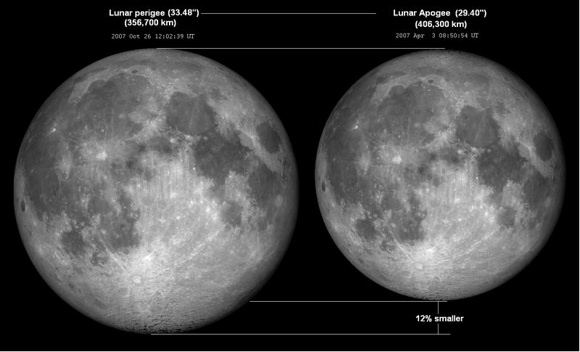 Lunar perigee (33.48")
(356,700 km)
2007 Oct 26 12:02:39 UT
Lunar Apogee (29.40")
(406,300 km)
2007 Apr 3 08:50:54 UT
12% smaller